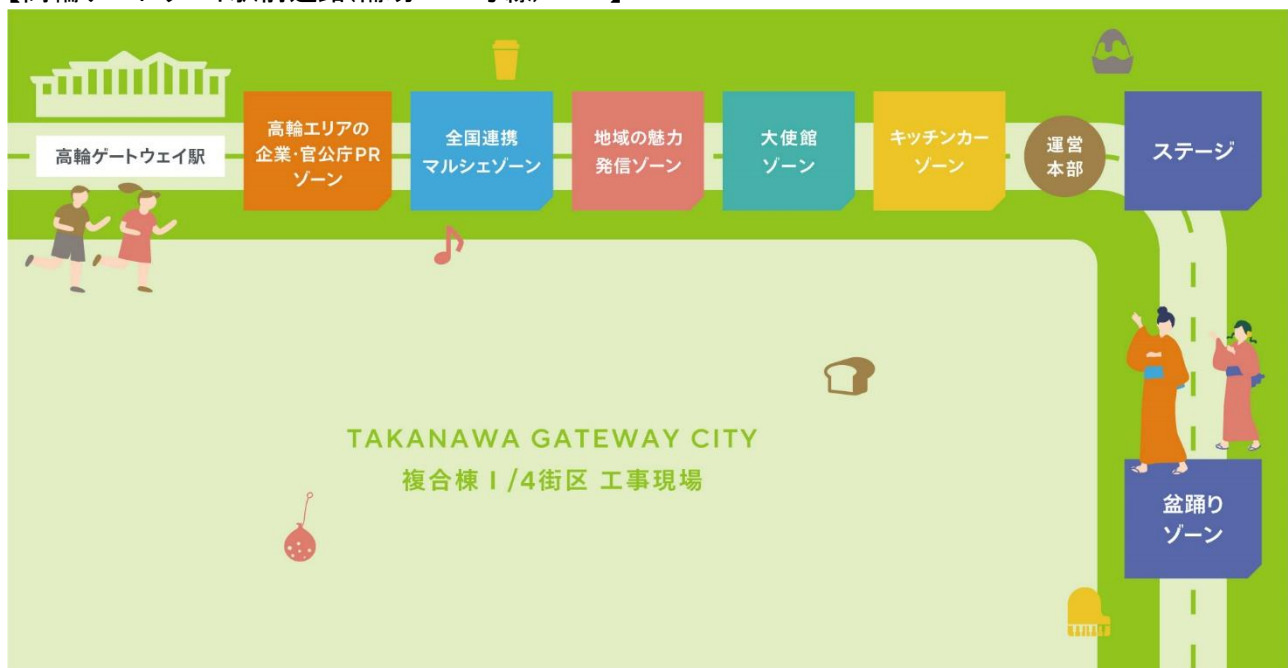 高輪ゲートウェイ駅
高輪エリアの
企業・官公庁PR
ゾーン
全国連携
マルシェゾーン
地域の魅力
発信ゾーン
大使館
ゾーン
キッチンカー
ゾーン
運営
本部
ステージ
TAKANAWA GATEWAY CITY
複合棟Ⅰ/4街区 工事現場
盆踊り
ゾーン